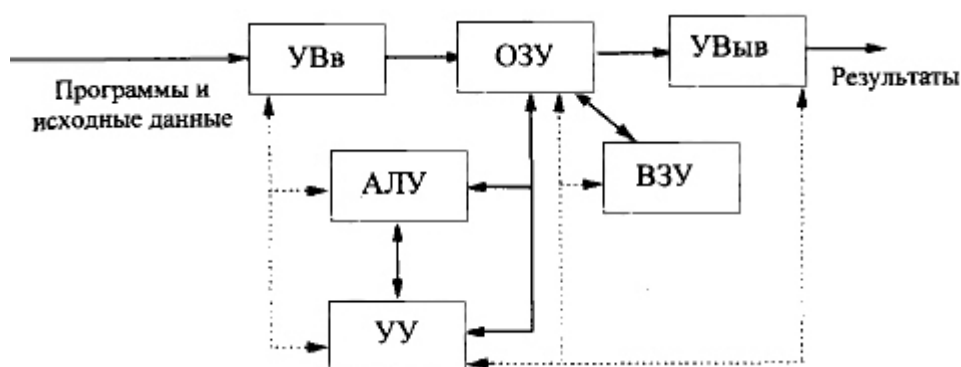 УВв
ОЗУ
УВыв
Программы и
исходные данные
Результаты
АЛУ
ВЗУ
УУ